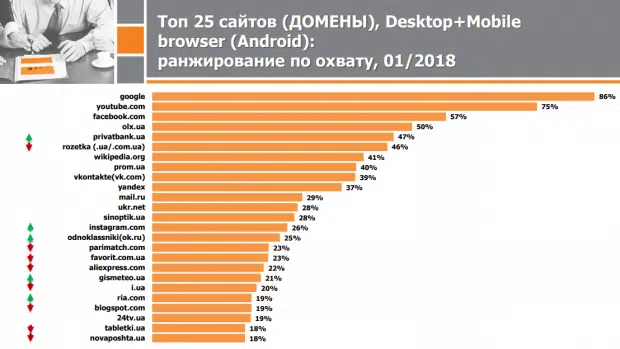 Топ 25 сайтов (ДОМЕНЫ), Desktop+Mobile
browser (Android):
ранжирование по охвату, 01/2018
google 86%
youtube.com 75%
facebook.com 57%
olx.ua 50%
privatbank.ua 47%
rozetka (.ua/.com.ua) 46%
wikipedia.org 41%
prom.ua 40%
vkontakte(vk.com) 39%
yandex 37%
mail.ru 29%
ukr.net 28%
sinoptik.ua 28%
instagram.com 26%
odnoklassniki(ok.ru) 25%
parimatch.com 23%
favorit.com.ua 23%
aliexpress.com 22%
gismeteo.ua 21%
i.ua 20%
ria.com 19%
blogspot.com 19%
24tv.ua 19%
tabletki.ua 18%
novaposhta.ua 18%